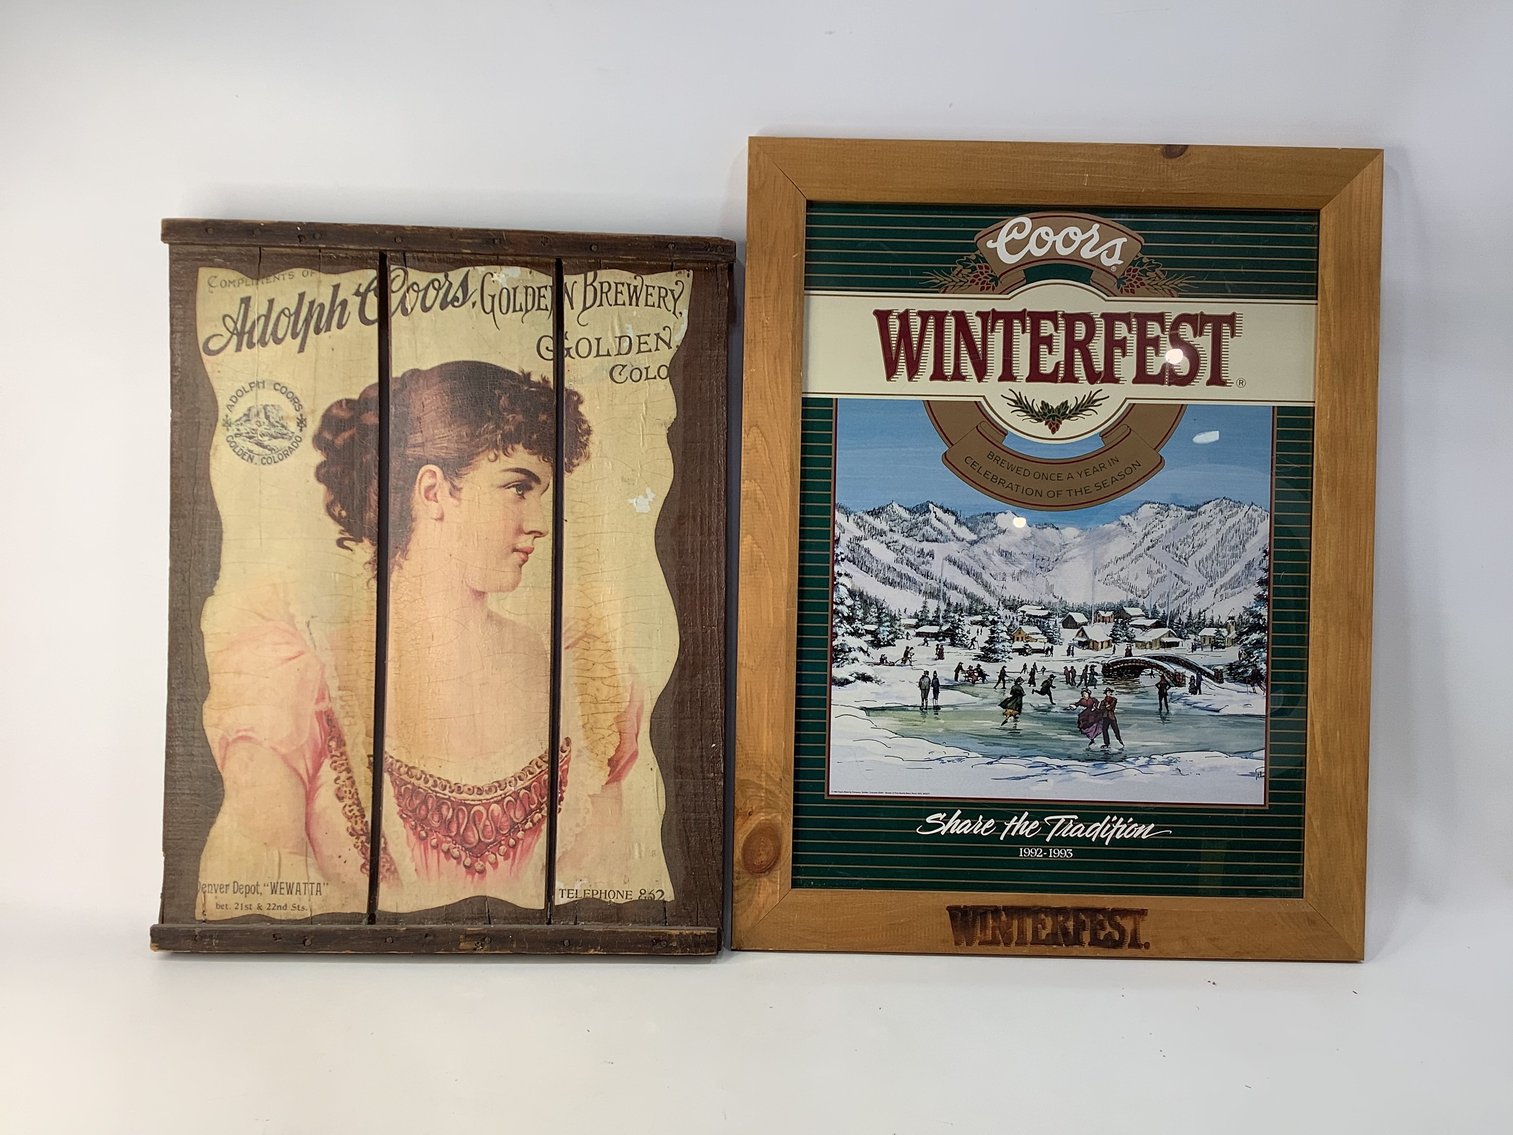 COMPLIMENTS OF
Adolph Coors, GOLDEN BREWERY,
GOLDEN
COLO
ADOLPH COORS
GOLDEN, COLORADO
Denver Depot, "WEWATTA"
bet. 21st & 22nd Sts.
TELEPHONE 862
Coors
WINTERFEST®
BREWED ONCE A YEAR IN
CELEBRATION OF THE SEASON
Share the Tradition
1992-1993
WINTERFEST.